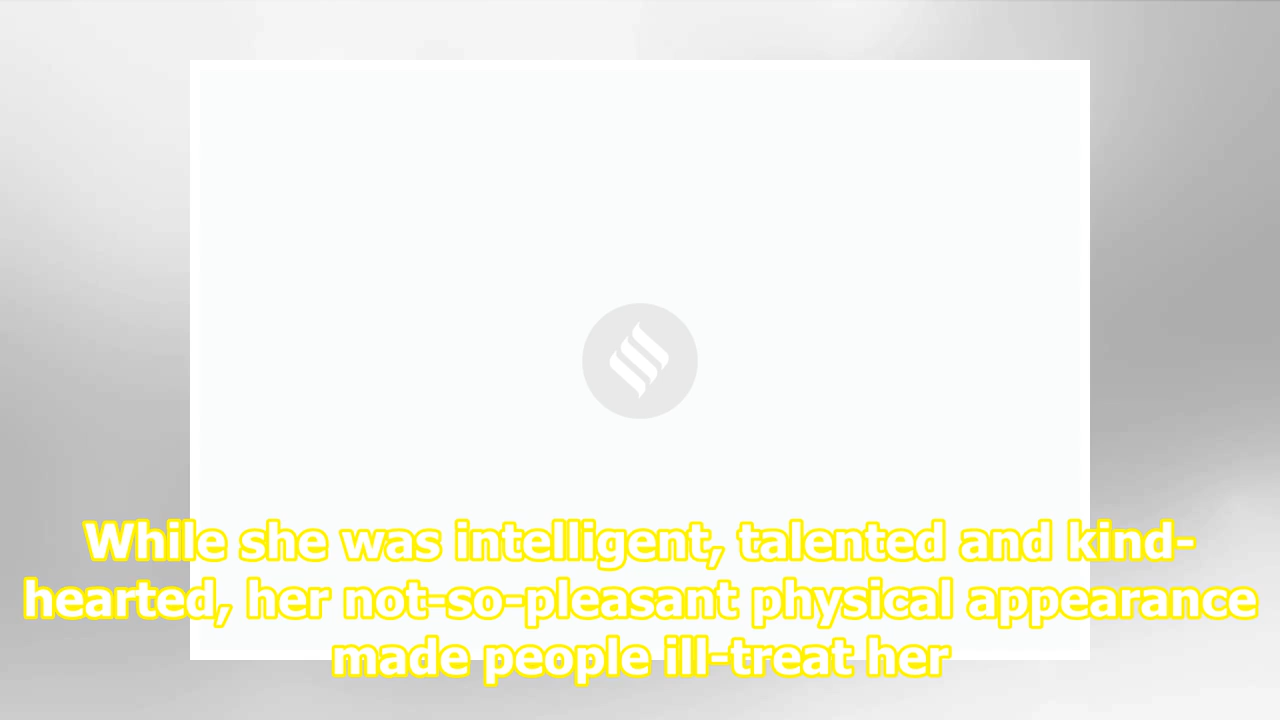 While she was intelligent, talented and kind-
hearted, her not-so-pleasant physical appearance
made people ill-treat her